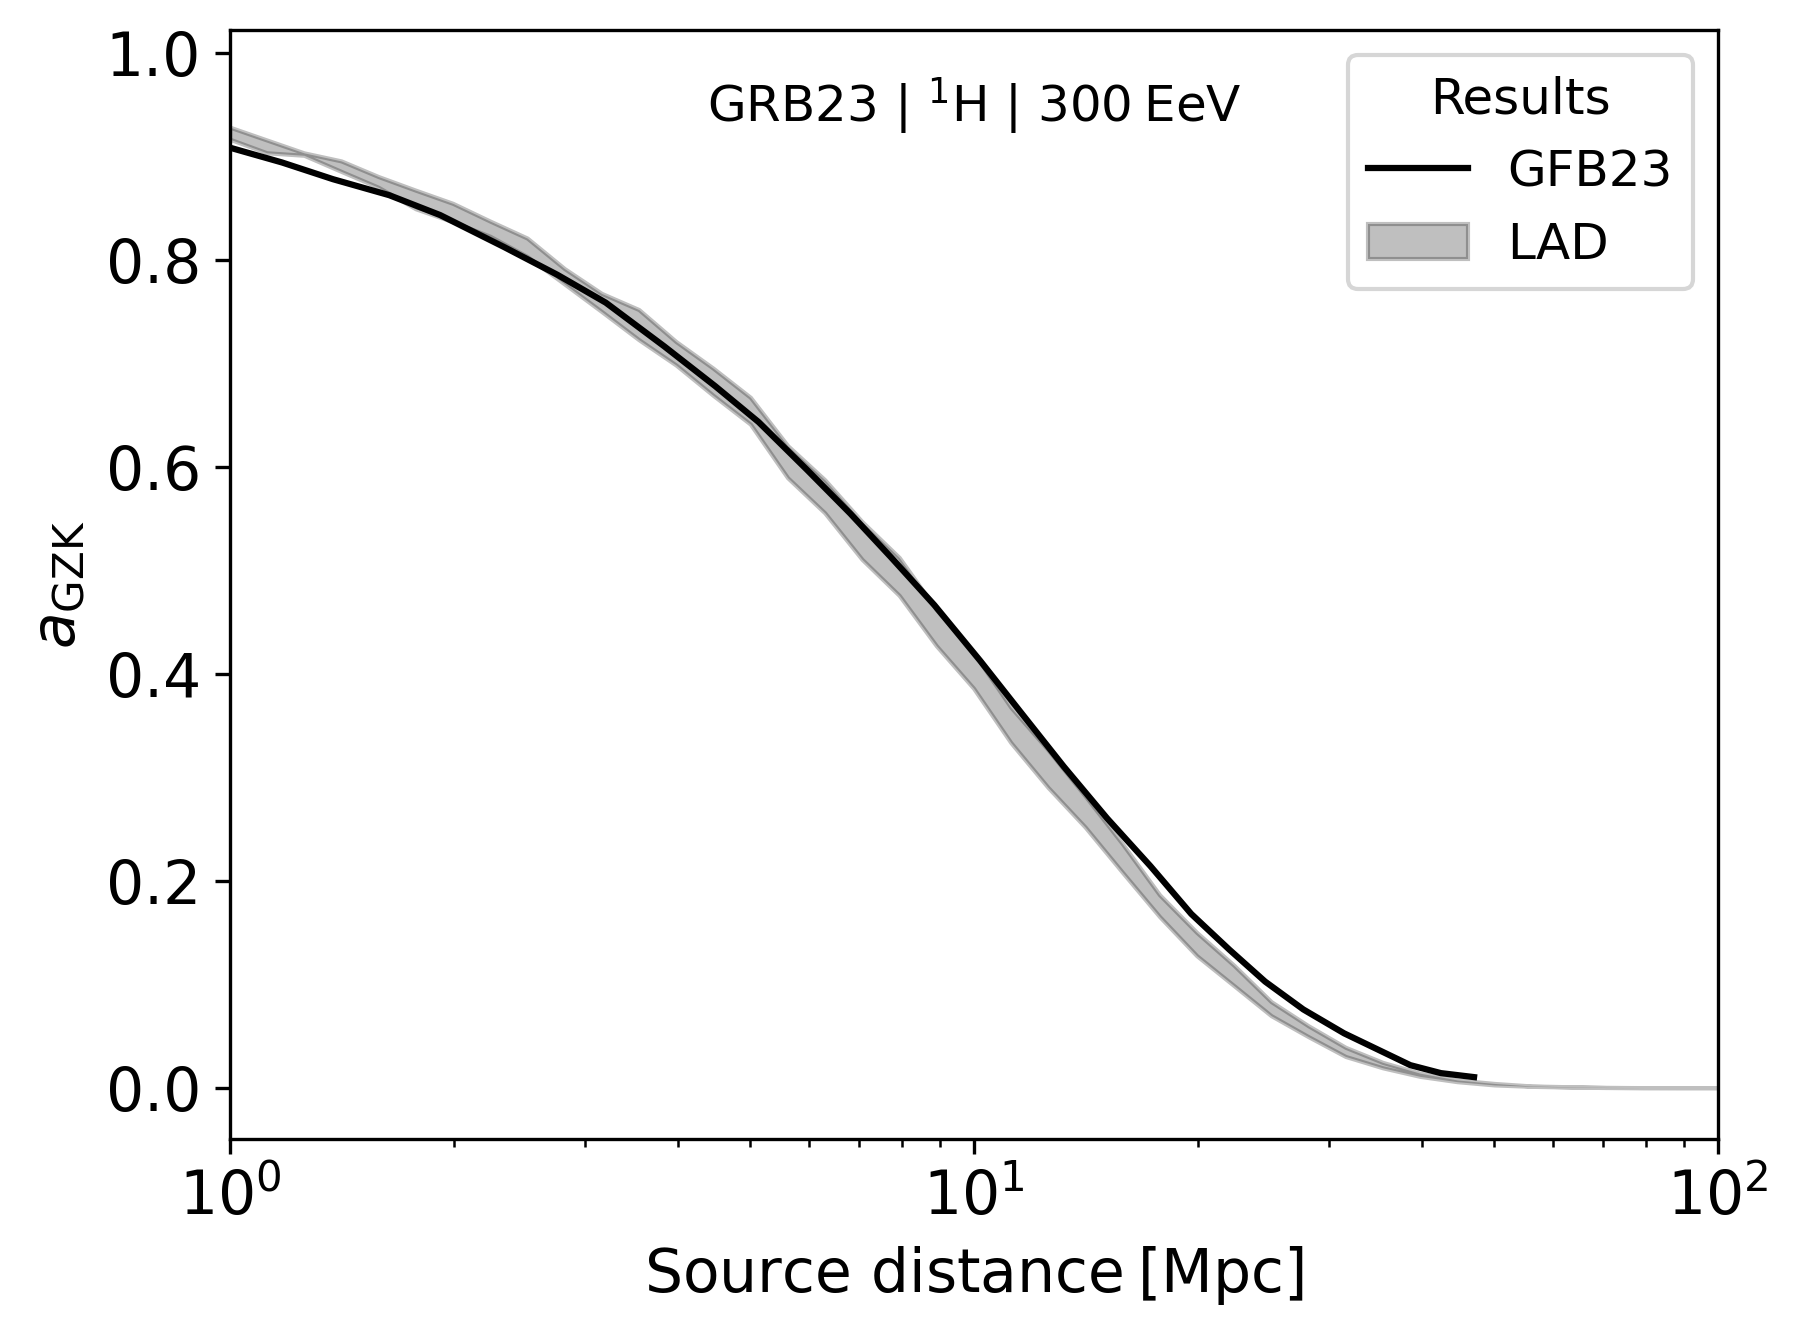 GRB23 | ¹H | 300 EeV
Results
GFB23
LAD
1.0
0.8
0.6
0.4
0.2
0.0
a_GZK
10⁰
10¹
10²
Source distance [Mpc]